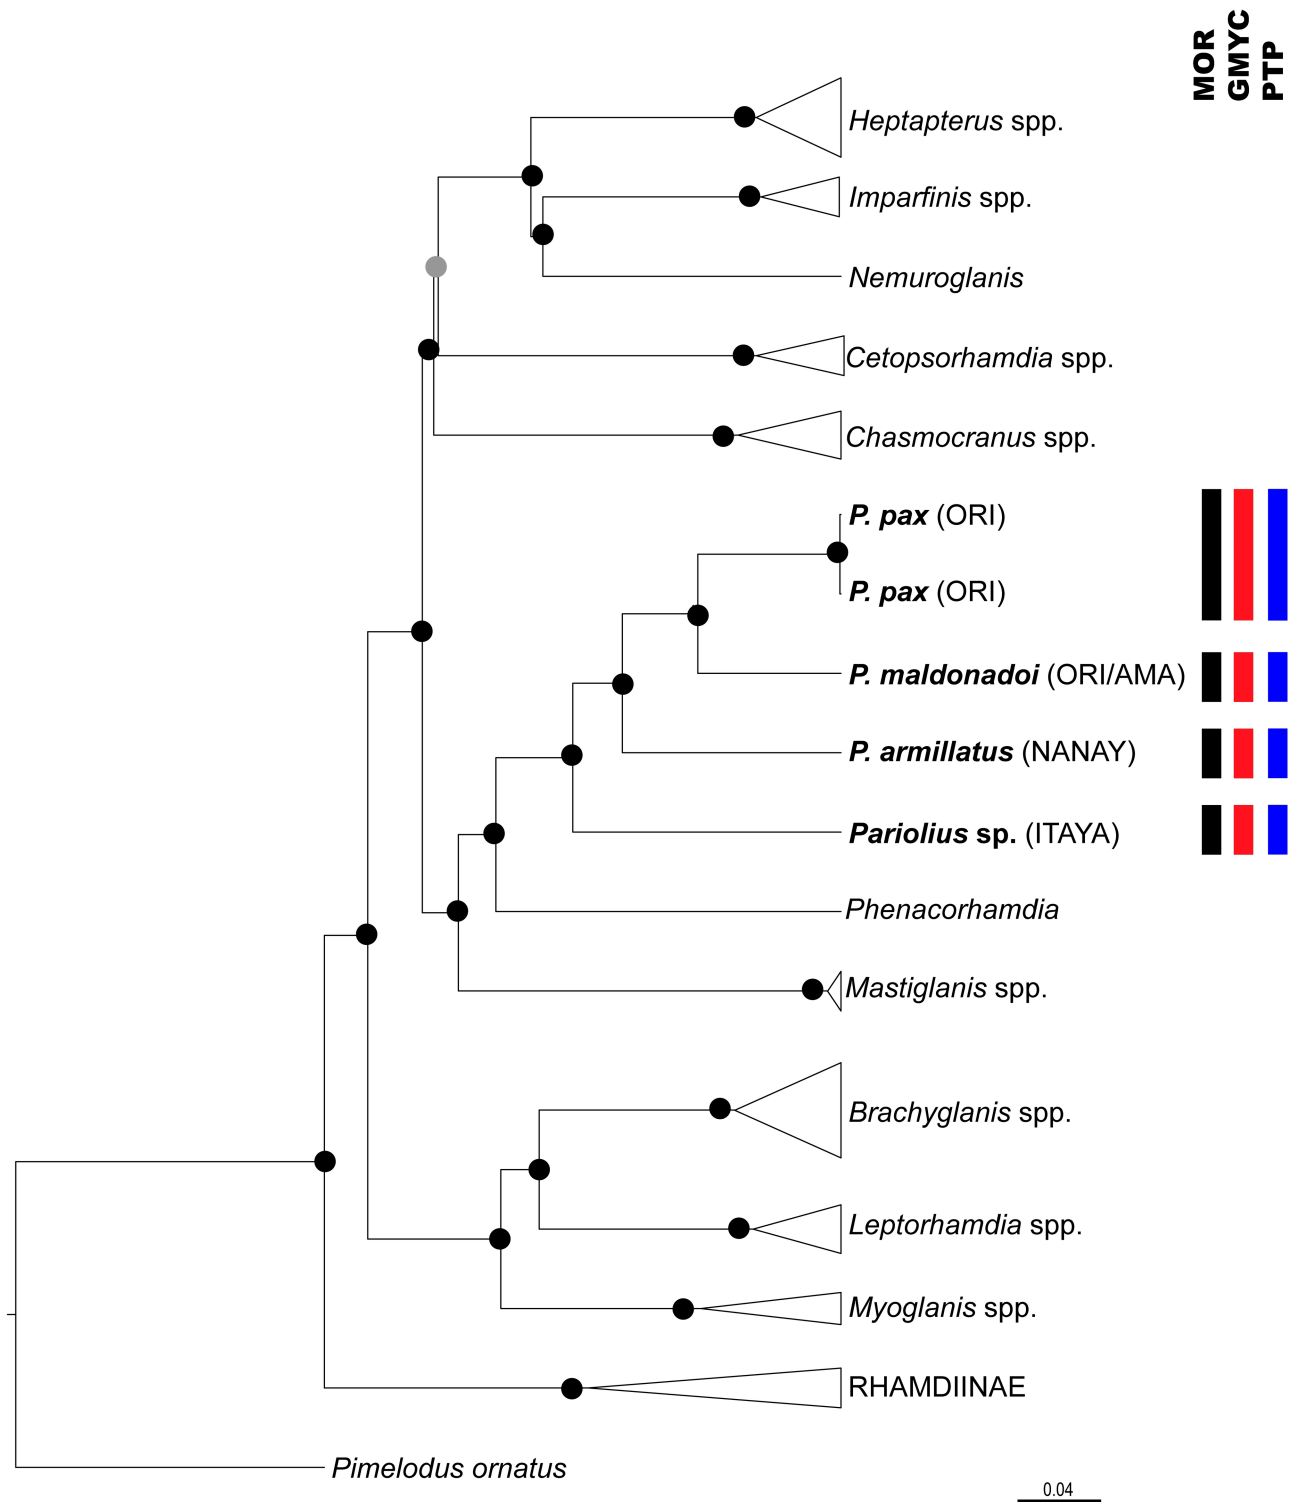 MOR
GMYC
PTP
Heptapterus spp.
Imparfinis spp.
Nemuroglanis
Cetopsorhamdia spp.
Chasmocranus spp.
P. pax (ORI)
P. pax (ORI)
P. maldonadoi (ORI/AMA)
P. armillatus (NANAY)
Pariolius sp. (ITAYA)
Phenacorhamdia
Mastiglanis spp.
Brachyglanis spp.
Leptorhamdia spp.
Myoglanis spp.
RHAMDIINAE
Pimelodus ornatus
0.04